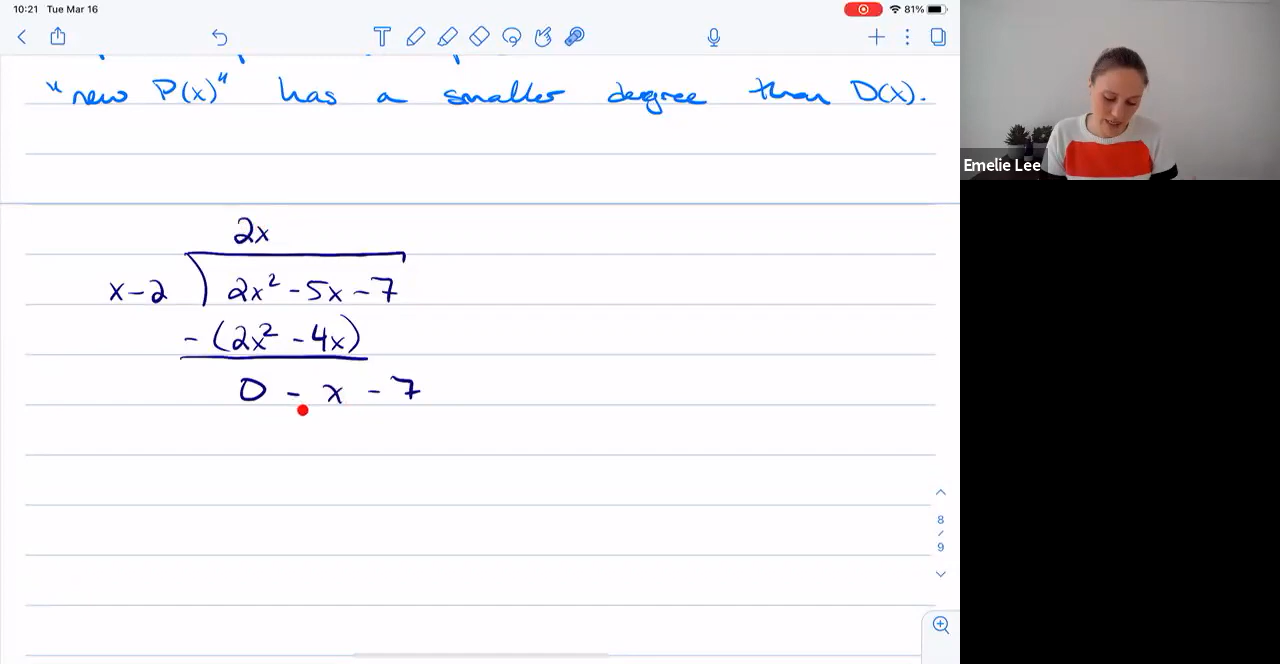 10:21 Tue Mar 16
81%
"new P(x)" has a smaller degree than D(x).
Emelie Lee
2x
x-2 ) 2x² -5x -7
- (2x² -4x)
0 - x - 7
8
/
9